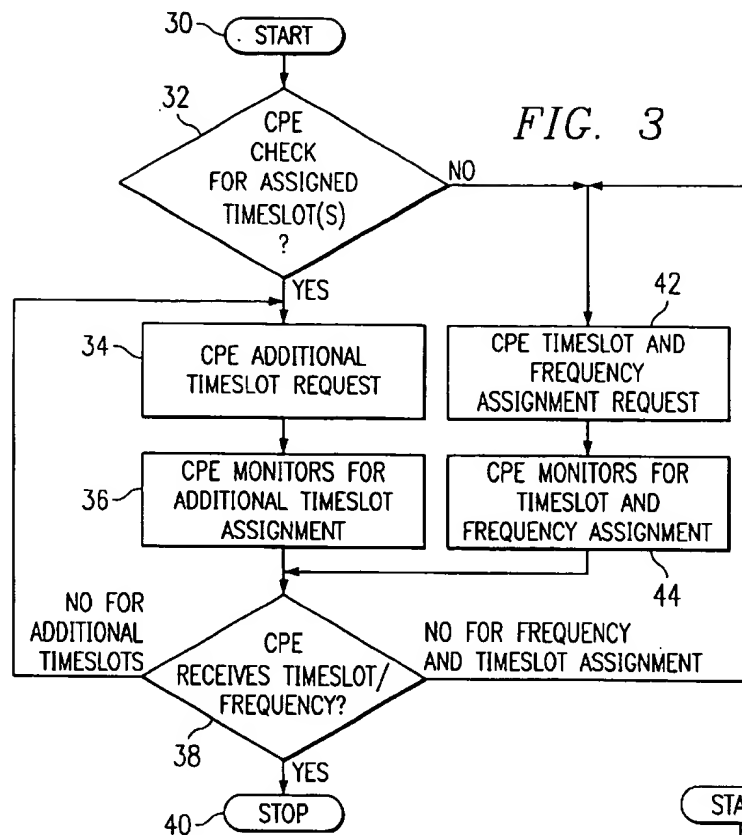 30
START
32
CPE
CHECK
FOR ASSIGNED
TIMESLOT(S)
?
FIG. 3
NO
YES
34
CPE ADDITIONAL
TIMESLOT REQUEST
42
CPE TIMESLOT AND
FREQUENCY
ASSIGNMENT REQUEST
36
CPE MONITORS FOR
ADDITIONAL TIMESLOT
ASSIGNMENT
CPE MONITORS FOR
TIMESLOT AND
FREQUENCY ASSIGNMENT
44
NO FOR
ADDITIONAL
TIMESLOTS
CPE
RECEIVES TIMESLOT/
FREQUENCY?
38
NO FOR FREQUENCY
AND TIMESLOT ASSIGNMENT
YES
40
STOP
STA